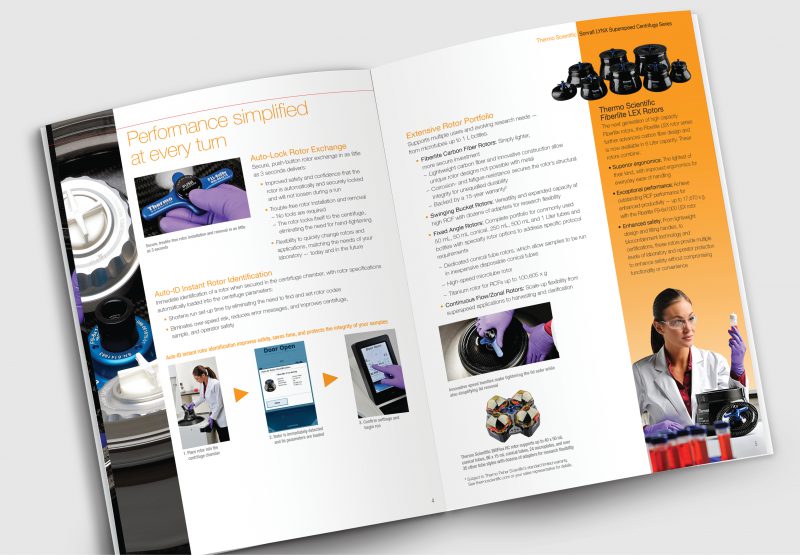 Performance simplified
at every turn
Auto-Lock Rotor Exchange
Secure, push-button rotor exchange in as little
as 3 seconds delivers:
• Improved safety and confidence that the
rotor is automatically and securely locked
and will not loosen during a run
• Trouble-free rotor installation and removal
– No tools are required
– The rotor locks itself to the centrifuge,
eliminating the need for hand-tightening
• Flexibility to quickly change rotors and
applications, matching the needs of your
laboratory — today and in the future
Thermo
PUSH
Secure, trouble-free rotor installation and removal in as little
as 3 seconds
Auto-ID Instant Rotor Identification
Immediate identification of a rotor when secured in the centrifuge chamber, with rotor specifications
automatically loaded into the centrifuge parameters:
• Shortens run set-up time by eliminating the need to find and set rotor codes
• Eliminates over-speed risk, reduces error messages, and improves centrifuge,
sample, and operator safety
Auto-ID instant rotor identification improves safety, saves time, and protects the integrity of your samples
Door Open
1. Place rotor into the
centrifuge chamber
2. Rotor is immediately detected
and its parameters are loaded
3. Confirm settings and
begin run
4
Thermo Scientific Sorvall LYNX Superspeed Centrifuge Series
Extensive Rotor Portfolio
Supports multiple uses and evolving research needs —
from microtubes up to 1 L bottles
• Fiberlite Carbon Fiber Rotors: Simply lighter,
more secure investment
– Lightweight carbon fiber and innovative construction allow
unique rotor designs not possible with metal
– Corrosion- and fatigue-resistance secures the rotor's structural
integrity for unequalled durability
– Backed by a 15-year warranty*
• Swinging Bucket Rotors: Versatility and expanded capacity at
high RCF with dozens of adapters for research flexibility
• Fixed Angle Rotors: Complete portfolio for commonly used
50 mL, 50 mL conical, 250 mL, 500 mL and 1 Liter tubes and
bottles with specialty rotor options to address specific protocol
requirements
– Dedicated conical tube rotors, which allow samples to be run
in inexpensive disposable conical tubes
– High-speed microtube rotor
– Titanium rotor for RCFs up to 100,605 x g
• Continuous Flow/Zonal Rotors: Scale-up flexibility from
superspeed applications to harvesting and clarification
Innovative speed handles make tightening the lid safer while
also simplifying lid removal
Thermo Scientific BIOFlex HC rotor supports up to 40 x 50 mL
conical tubes, 96 x 15 mL conical tubes, 24 microplates, and over
30 other tube styles with dozens of adapters for research flexibility
* Subject to Thermo Fisher Scientific's standard limited warranty.
See thermoscientific.com or your sales representative for details.
Thermo Scientific
Fiberlite LEX Rotors
The next generation of high capacity
Fiberlite rotors, the Fiberlite LEX rotor series
further advances carbon fiber design and
is now available in 6 Liter capacity. These
rotors combine:
• Superior ergonomics: The lightest of
their kind, with improved ergonomics for
everyday ease of handling
• Exceptional performance: Achieve
outstanding RCF performance for
enhanced productivity — up to
with the Fiberlite F9-6x1000 LEX rotor
• Enhanced safety: From lightweight
design and lifting handles, to
biocontainment technology and
certifications, these rotors provide multiple
levels of laboratory and operator protection
to enhance safety without compromising
functionality or convenience
5